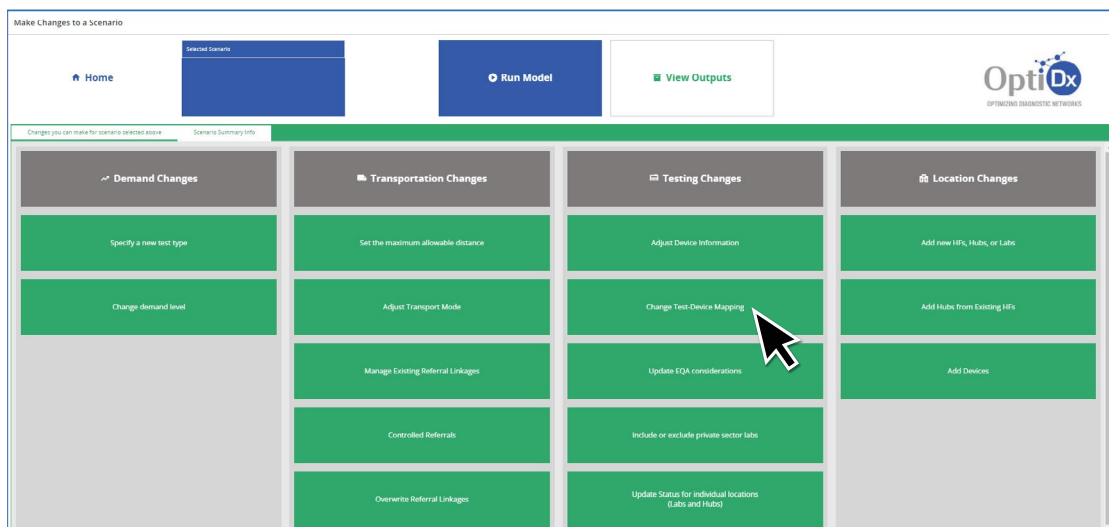 Make Changes to a Scenario
Home
Selected Scenario
Run Model
View Outputs
OptiDx
OPTIMIZING DIAGNOSTIC NETWORKS
Changes you can make for scenario selected above
Scenario Summary Info
Demand Changes
Specify a new test type
Change demand level
Transportation Changes
Set the maximum allowable distance
Adjust Transport Mode
Manage Existing Referral Linkages
Controlled Referrals
Overwrite Referral Linkages
Testing Changes
Adjust Device Information
Change Test-Device Mapping
Update EQA considerations
Include or exclude private sector labs
Update Status for individual locations
(Labs and Hubs)
Location Changes
Add new HFs, Hubs, or Labs
Add Hubs from Existing HFs
Add Devices